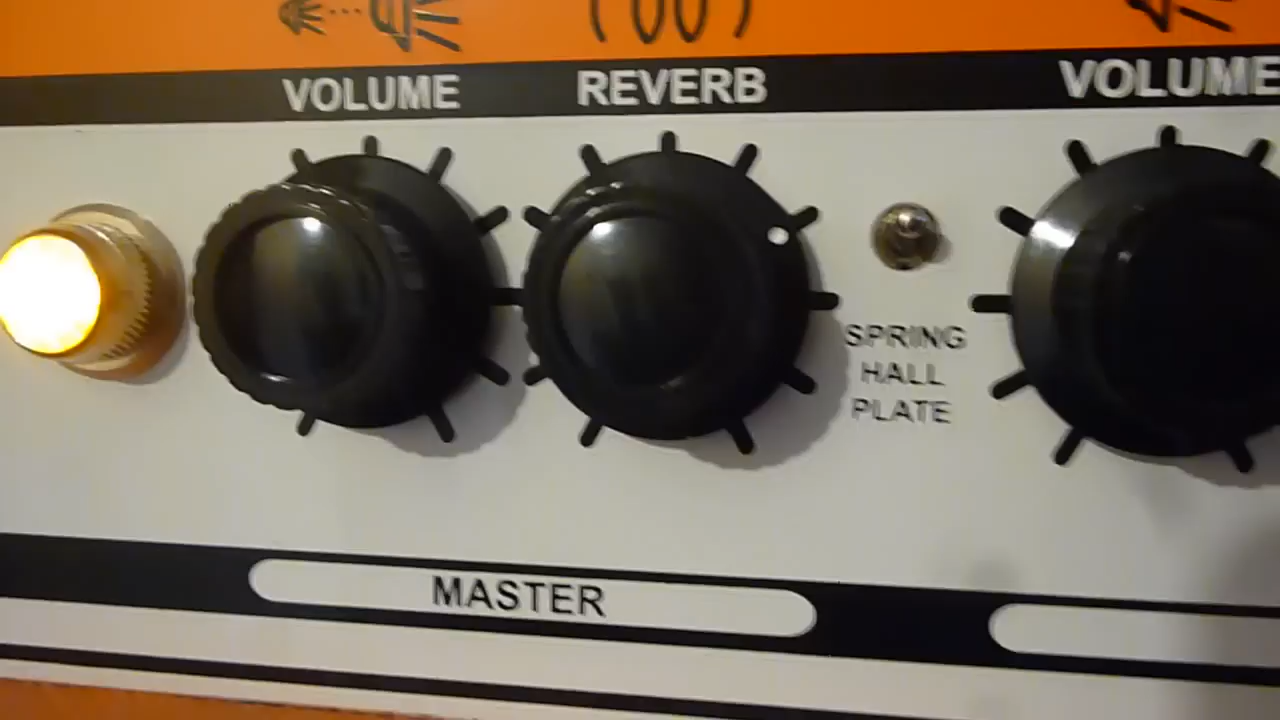 VOLUME REVERB VOLUME
SPRING
HALL
PLATE
MASTER